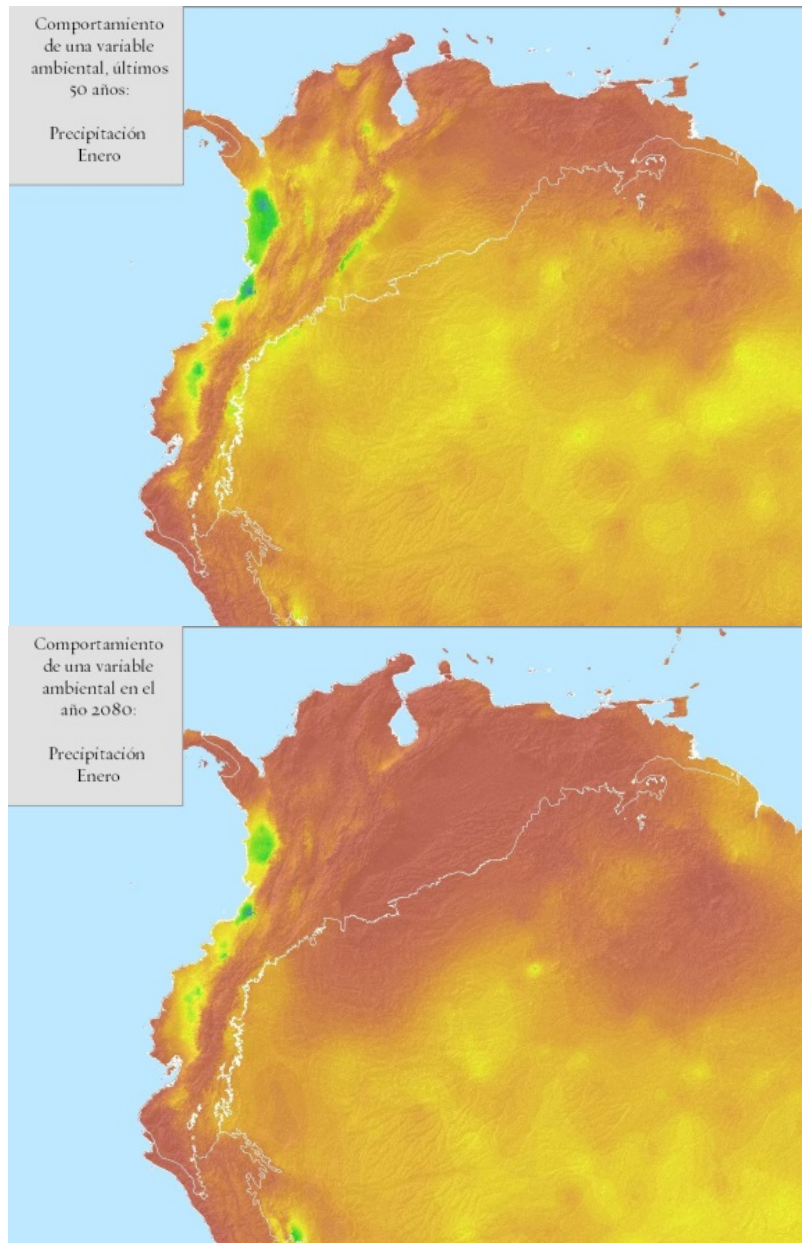 Comportamiento
de una variable
ambiental, últimos
50 años:
Precipitación
Enero
Comportamiento
de una variable
ambiental en el
año 2080:
Precipitación
Enero